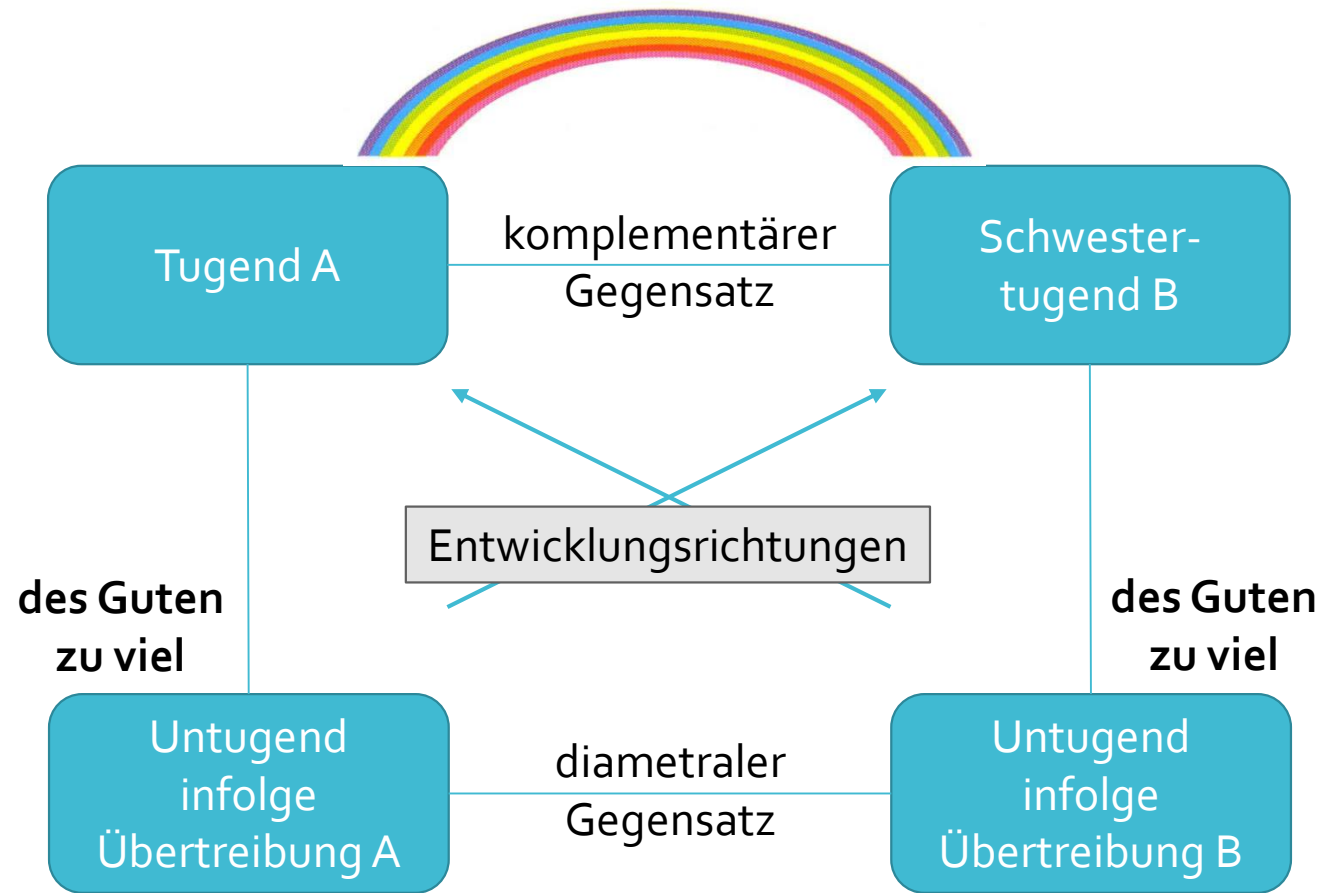 Tugend A
komplementärer
Gegensatz
Schwester-
tugend B
Entwicklungsrichtungen
des Guten
zu viel
des Guten
zu viel
Untugend
infolge
Übertreibung A
diametraler
Gegensatz
Untugend
infolge
Übertreibung B